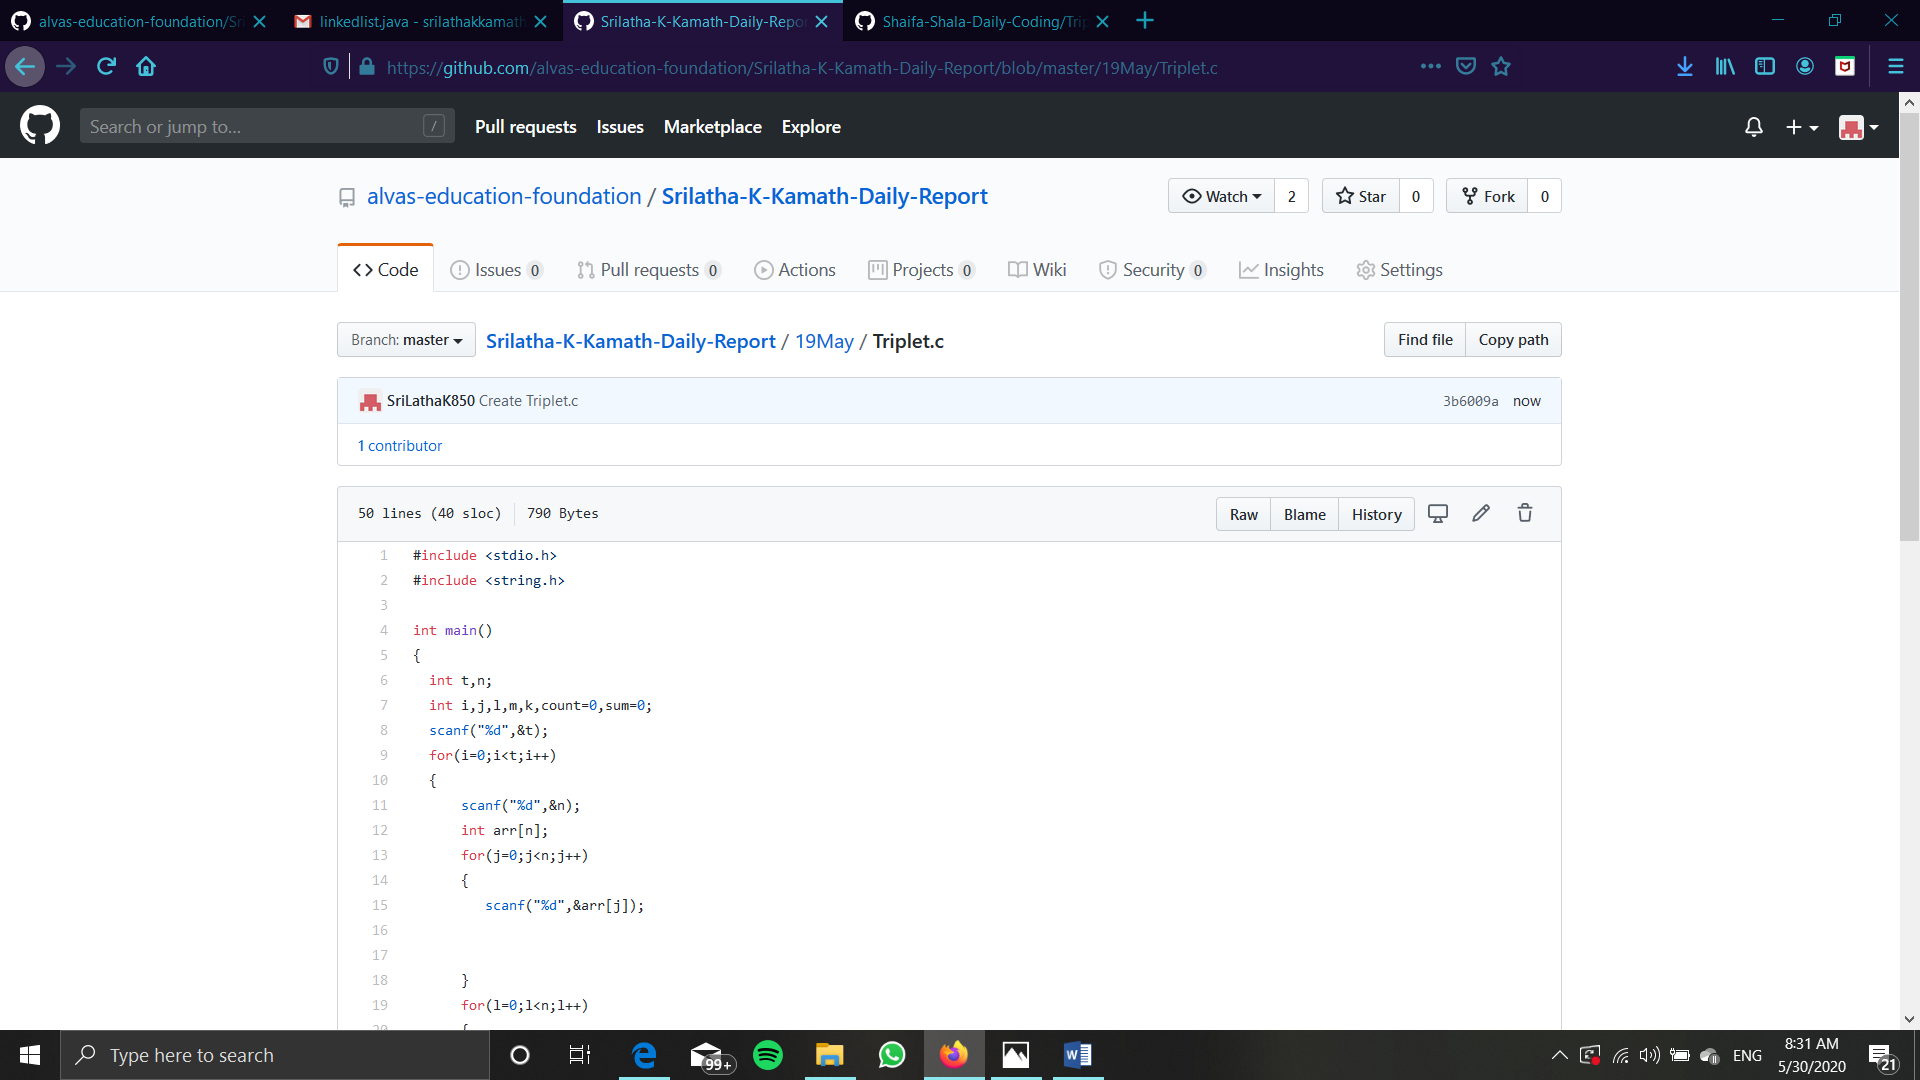 alvas-education-foundation/Sri
linkedlist.java - srilathakkamath
Srilatha-K-Kamath-Daily-Repor
Shaifa-Shala-Daily-Coding/Trip
https://github.com/alvas-education-foundation/Srilatha-K-Kamath-Daily-Report/blob/master/19May/Triplet.c
Search or jump to...
/
Pull requests
Issues
Marketplace
Explore
alvas-education-foundation / Srilatha-K-Kamath-Daily-Report
Watch 2
Star 0
Fork 0
Code
Issues 0
Pull requests 0
Actions
Projects 0
Wiki
Security 0
Insights
Settings
Branch: master
Srilatha-K-Kamath-Daily-Report / 19May / Triplet.c
Find file
Copy path
SriLathaK850 Create Triplet.c
3b6009a now
1 contributor
50 lines (40 sloc) 790 Bytes
Raw
Blame
History
1 #include <stdio.h>
2 #include <string.h>
3
4 int main()
5 {
6 int t,n;
7 int i,j,l,m,k,count=0,sum=0;
8 scanf("%d",&t);
9 for(i=0;i<t;i++)
10 {
11 scanf("%d",&n);
12 int arr[n];
13 for(j=0;j<n;j++)
14 {
15 scanf("%d",&arr[j]);
16
17
18 }
19 for(l=0;l<n;l++)
20 {
Type here to search
99+
ENG
8:31 AM
5/30/2020
21